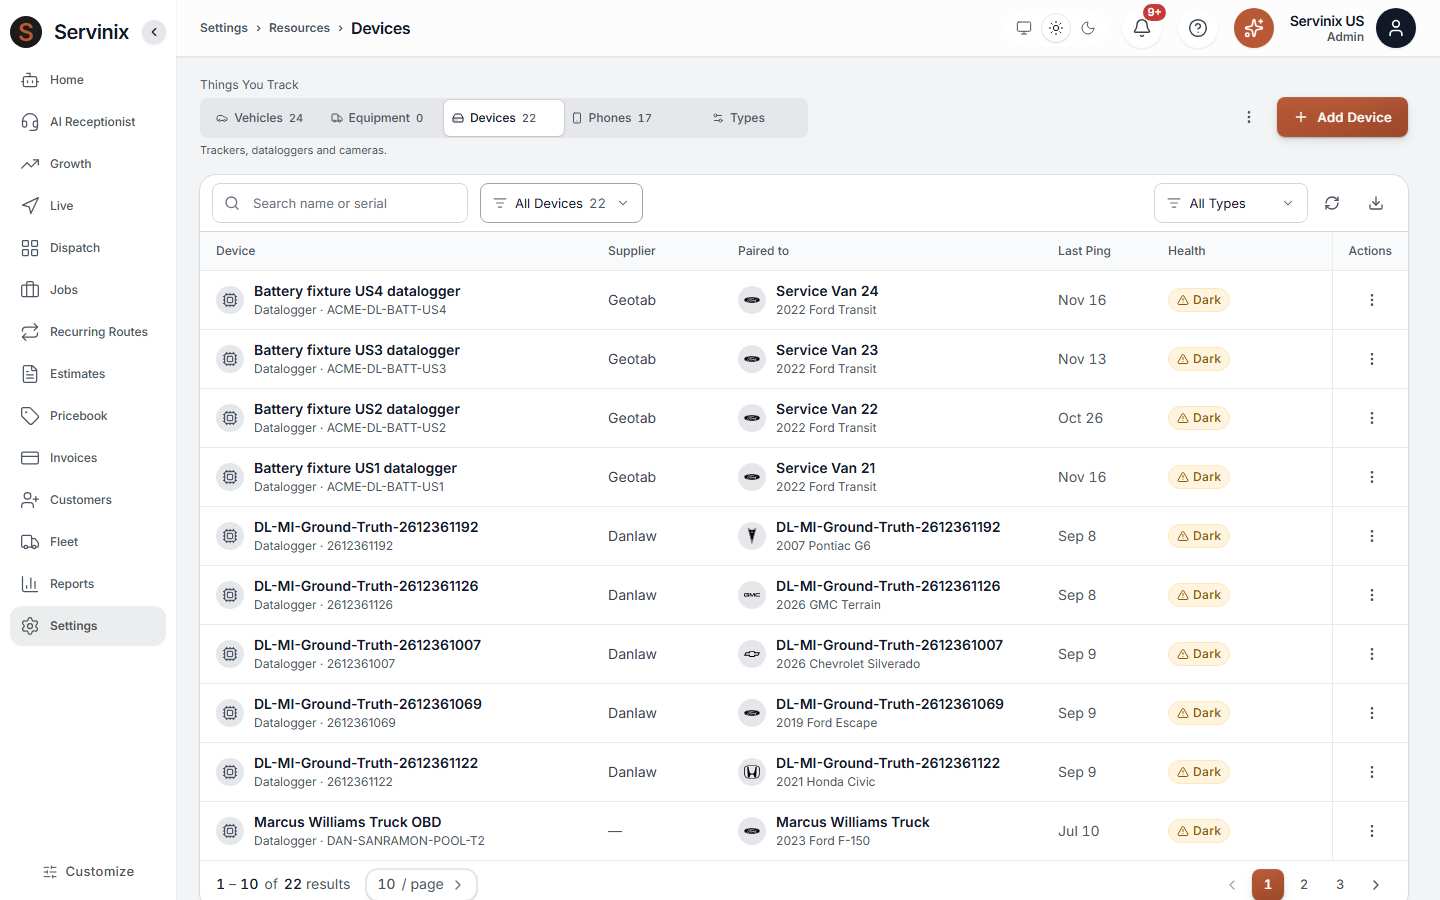 S Servinix
Settings › Resources › Devices
9+
Servinix US
Admin
Home
AI Receptionist
Growth
Live
Dispatch
Jobs
Recurring Routes
Estimates
Pricebook
Invoices
Customers
Fleet
Reports
Settings
Customize
Things You Track
Vehicles 24 Equipment 0 Devices 22 Phones 17 Types
+ Add Device
Trackers, dataloggers and cameras.
Search name or serial All Devices 22 All Types
Device Supplier Paired to Last Ping Health Actions
Battery fixture US4 datalogger Geotab Service Van 24 Nov 16 Dark
Datalogger · ACME-DL-BATT-US4 2022 Ford Transit
Battery fixture US3 datalogger Geotab Service Van 23 Nov 13 Dark
Datalogger · ACME-DL-BATT-US3 2022 Ford Transit
Battery fixture US2 datalogger Geotab Service Van 22 Oct 26 Dark
Datalogger · ACME-DL-BATT-US2 2022 Ford Transit
Battery fixture US1 datalogger Geotab Service Van 21 Nov 16 Dark
Datalogger · ACME-DL-BATT-US1 2022 Ford Transit
DL-MI-Ground-Truth-2612361192 Danlaw DL-MI-Ground-Truth-2612361192 Sep 8 Dark
Datalogger · 2612361192 2007 Pontiac G6
DL-MI-Ground-Truth-2612361126 Danlaw GMC DL-MI-Ground-Truth-2612361126 Sep 8 Dark
Datalogger · 2612361126 2026 GMC Terrain
DL-MI-Ground-Truth-2612361007 Danlaw DL-MI-Ground-Truth-2612361007 Sep 9 Dark
Datalogger · 2612361007 2026 Chevrolet Silverado
DL-MI-Ground-Truth-2612361069 Danlaw DL-MI-Ground-Truth-2612361069 Sep 9 Dark
Datalogger · 2612361069 2019 Ford Escape
DL-MI-Ground-Truth-2612361122 Danlaw DL-MI-Ground-Truth-2612361122 Sep 9 Dark
Datalogger · 2612361122 2021 Honda Civic
Marcus Williams Truck OBD — Marcus Williams Truck Jul 10 Dark
Datalogger · DAN-SANRAMON-POOL-T2 2023 Ford F-150
1 – 10 of 22 results 10 / page 1 2 3